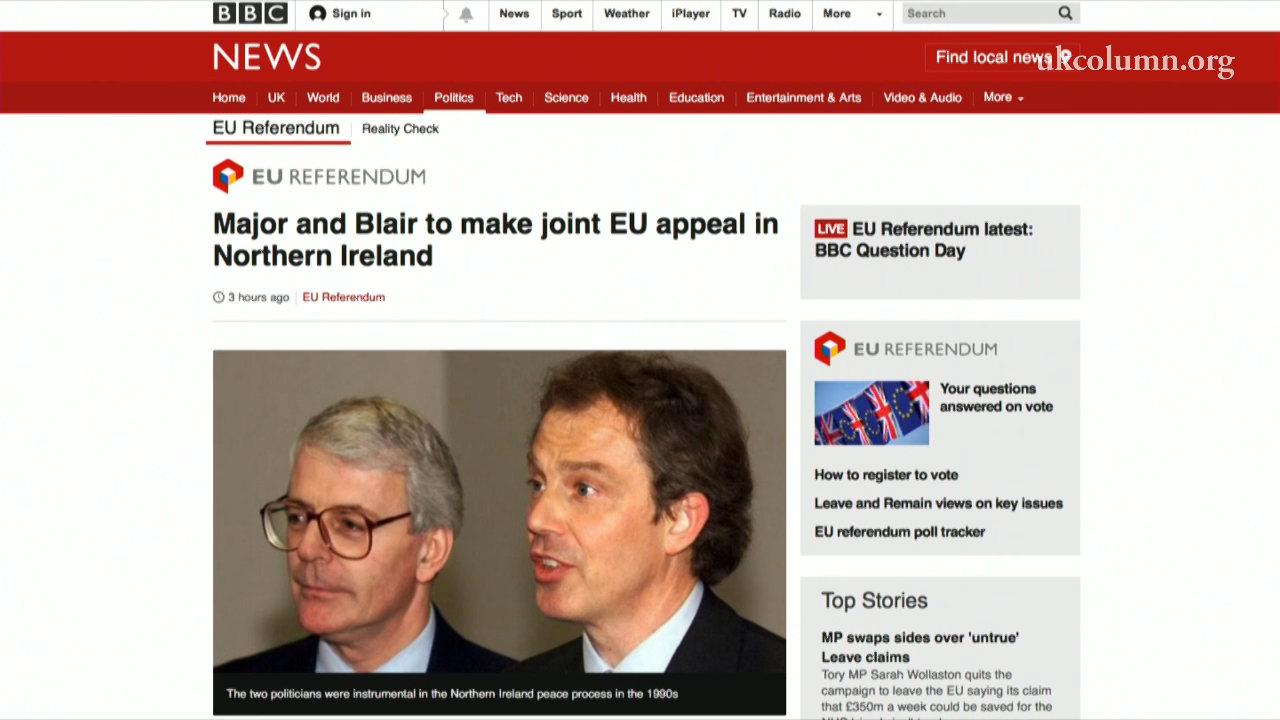 BBC
Sign in
News
Sport
Weather
iPlayer
TV
Radio
More
Search
NEWS
Find local news
ukcolumn.org
Home
UK
World
Business
Politics
Tech
Science
Health
Education
Entertainment & Arts
Video & Audio
More
EU Referendum
Reality Check
EU REFERENDUM
Major and Blair to make joint EU appeal in
Northern Ireland
3 hours ago
EU Referendum
The two politicians were instrumental in the Northern Ireland peace process in the 1990s
LIVE EU Referendum latest:
BBC Question Day
EU REFERENDUM
Your questions
answered on vote
How to register to vote
Leave and Remain views on key issues
EU referendum poll tracker
Top Stories
MP swaps sides over 'untrue'
Leave claims
Tory MP Sarah Wollaston quits the
campaign to leave the EU saying its claim
that £350m a week could be saved for the